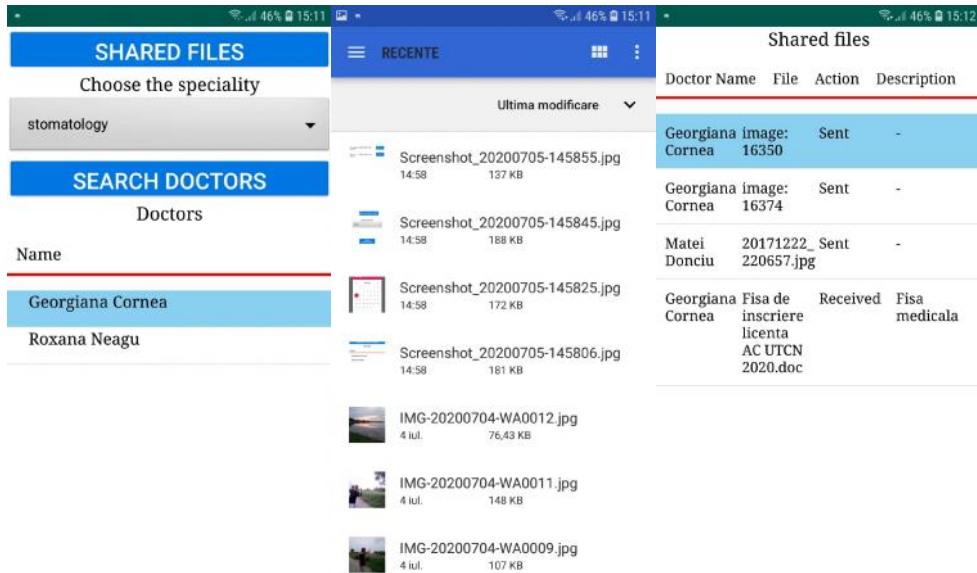 46% 15:11
SHARED FILES
Choose the speciality
stomatology
SEARCH DOCTORS
Doctors
Name
Georgiana Cornea
Roxana Neagu
46% 15:11
RECENTE
Ultima modificare
Screenshot_20200705-145855.jpg
14:58 137 KB
Screenshot_20200705-145845.jpg
14:58 188 KB
Screenshot_20200705-145825.jpg
14:58 172 KB
Screenshot_20200705-145806.jpg
14:58 181 KB
IMG-20200704-WA0012.jpg
4 iul. 76,43 KB
IMG-20200704-WA0011.jpg
4 iul. 148 KB
IMG-20200704-WA0009.jpg
4 iul. 107 KB
46% 15:12
Shared files
Doctor Name File Action Description
Georgiana image: Sent -
Cornea 16350
Georgiana image: Sent -
Cornea 16374
Matei 20171222_ Sent -
Donciu 220657.jpg
Georgiana Fisa de Received Fisa
Cornea inscriere medicala
licenta
AC UTCN
2020.doc